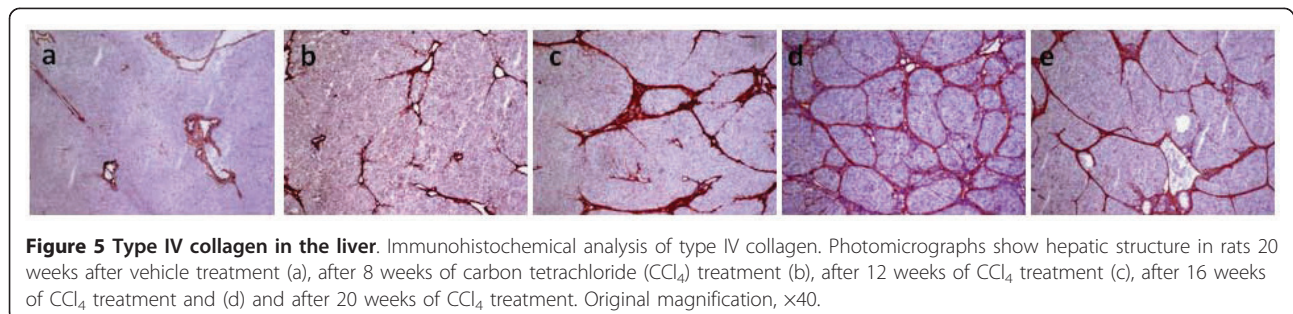 a b c d e
Figure 5 Type IV collagen in the liver. Immunohistochemical analysis of type IV collagen. Photomicrographs show hepatic structure in rats 20
weeks after vehicle treatment (a), after 8 weeks of carbon tetrachloride (CCl₄) treatment (b), after 12 weeks of CCl₄ treatment (c), after 16 weeks
of CCl₄ treatment and (d) and after 20 weeks of CCl₄ treatment. Original magnification, ×40.